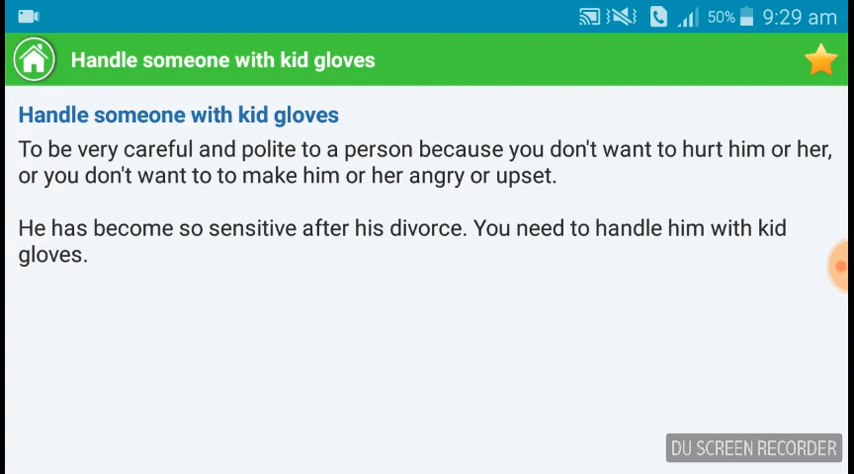 50% 9:29 am
Handle someone with kid gloves
Handle someone with kid gloves
To be very careful and polite to a person because you don't want to hurt him or her,
or you don't want to to make him or her angry or upset.
He has become so sensitive after his divorce. You need to handle him with kid
gloves.
DU SCREEN RECORDER